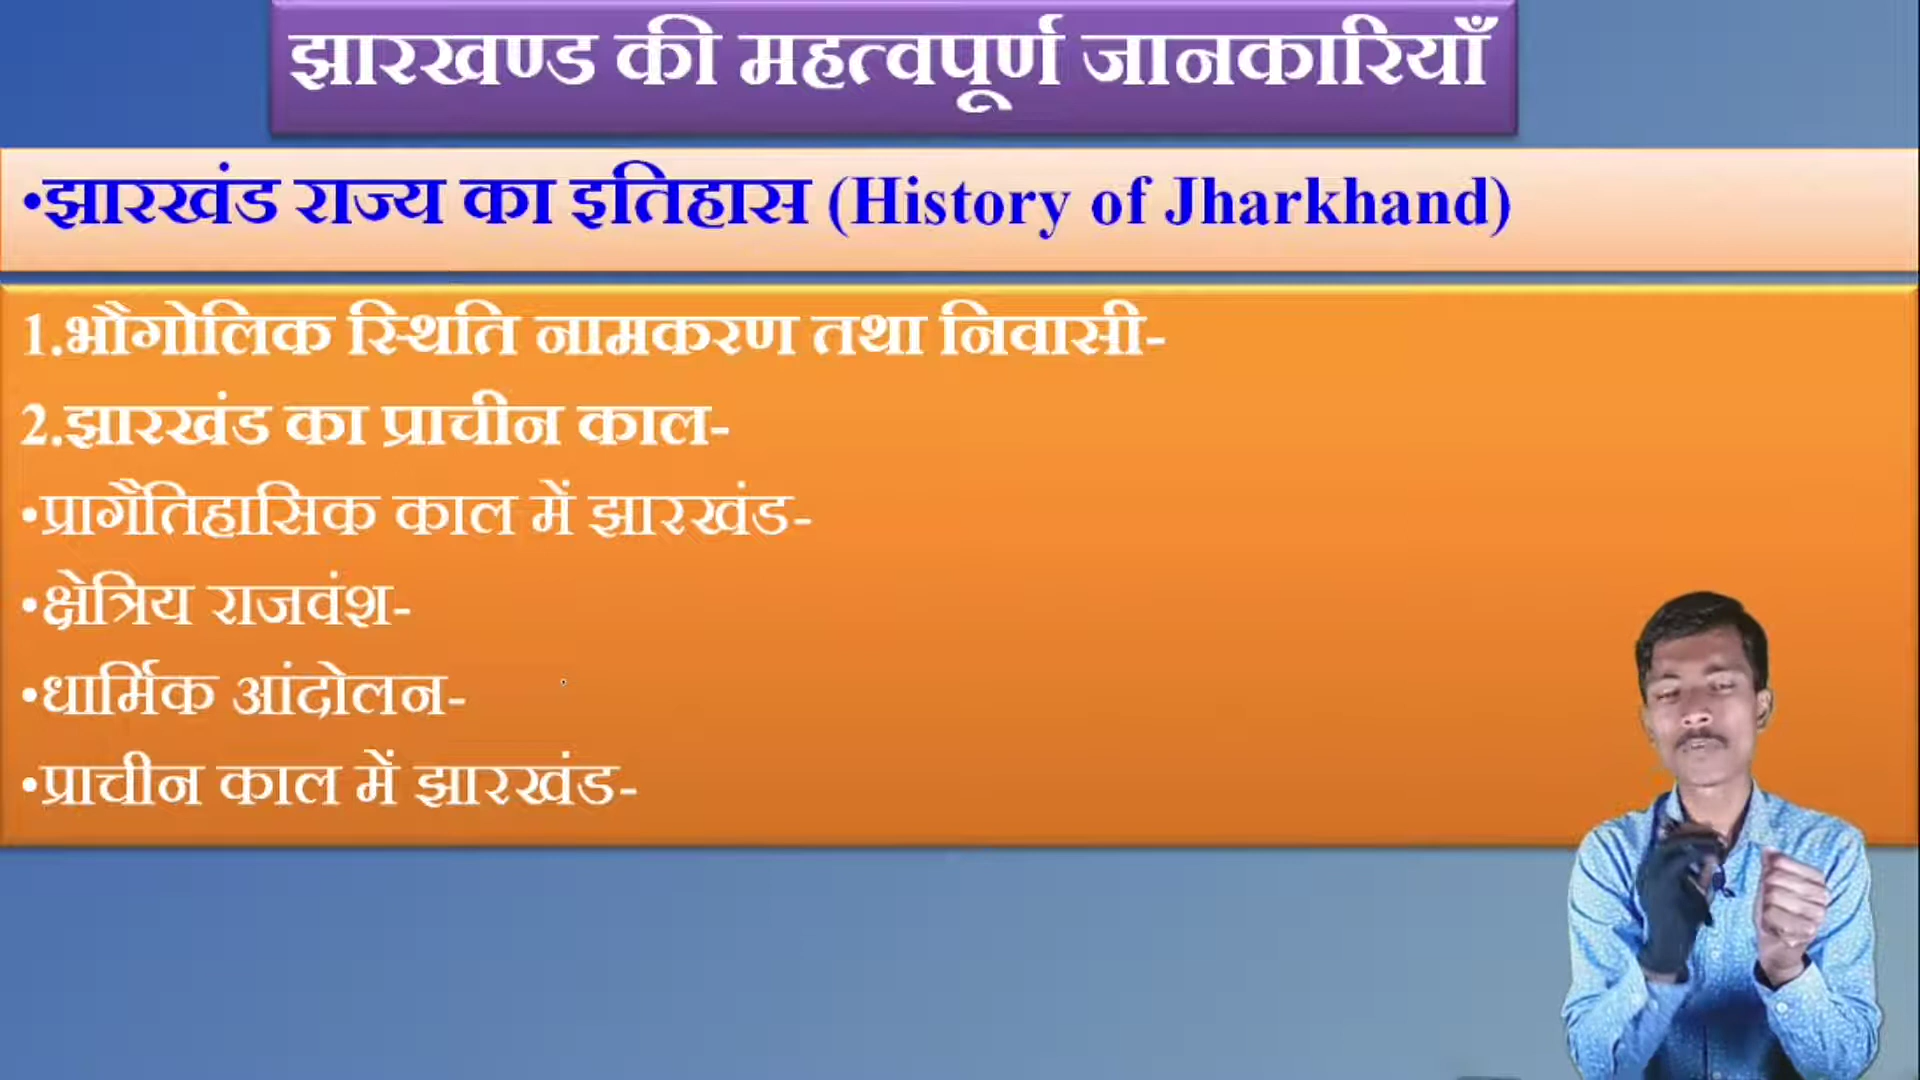 झारखण्ड की महत्वपूर्ण जानकारियाँ
•झारखंड राज्य का इतिहास (History of Jharkhand)
1.भौगोलिक स्थिति नामकरण तथा निवासी-
2.झारखंड का प्राचीन काल-
•प्रागैतिहासिक काल में झारखंड-
•क्षेत्रिय राजवंश-
•धार्मिक आंदोलन-
•प्राचीन काल में झारखंड-